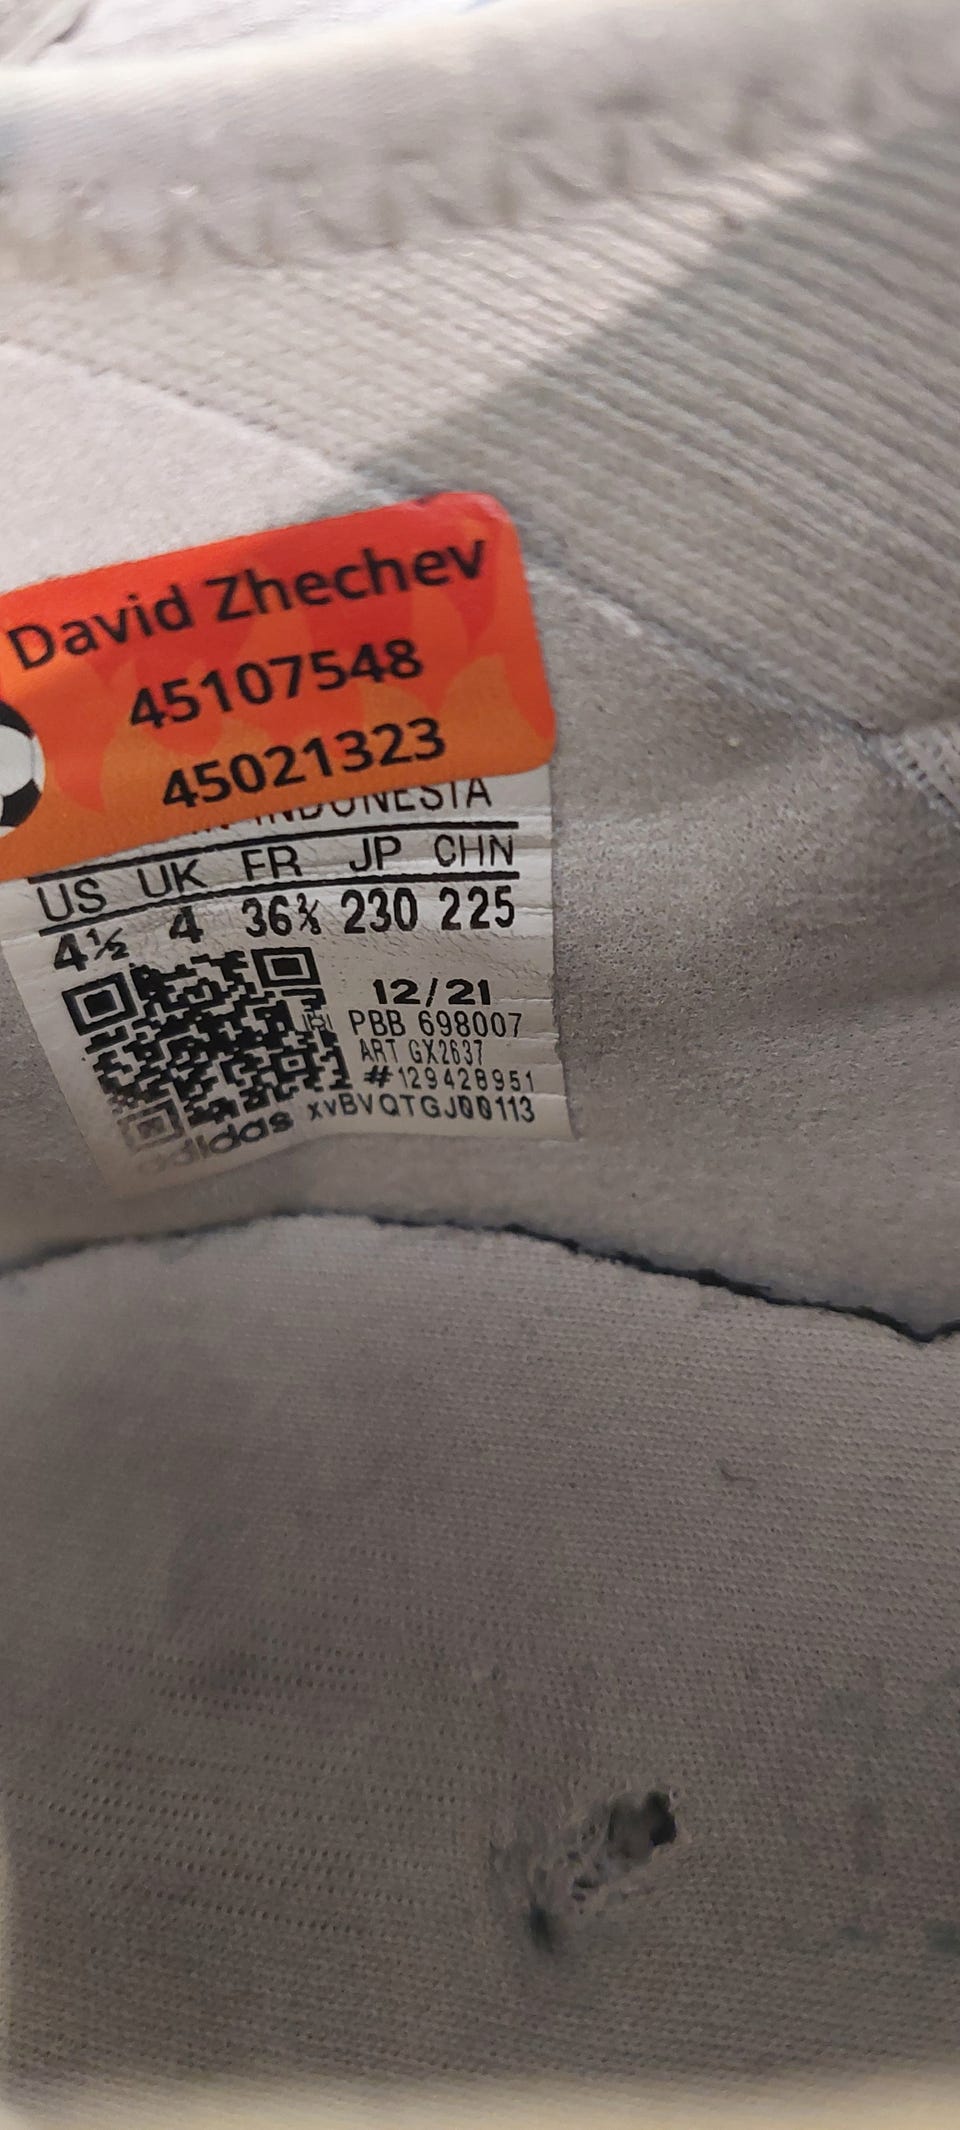 David Zhechev
45107548
45021323
INDONESIA
US UK FR JP CHN
4½ 4 36⅔ 230 225
12/21
PBB 698007
ART GX2637
#129428951
xvBVQTGJ00113
adidas